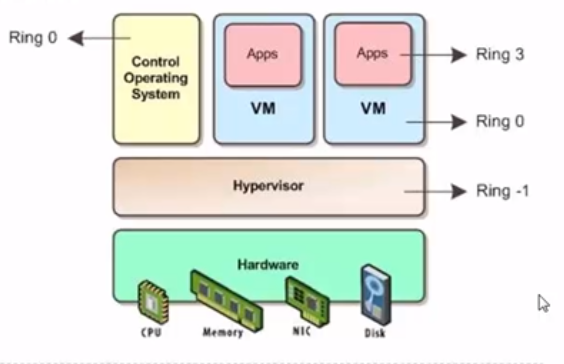 Ring 0
Control
Operating
System
Apps
VM
Apps
VM
Ring 3
Ring 0
Hypervisor
Ring -1
Hardware
CPU
Memory
NIC
Disk